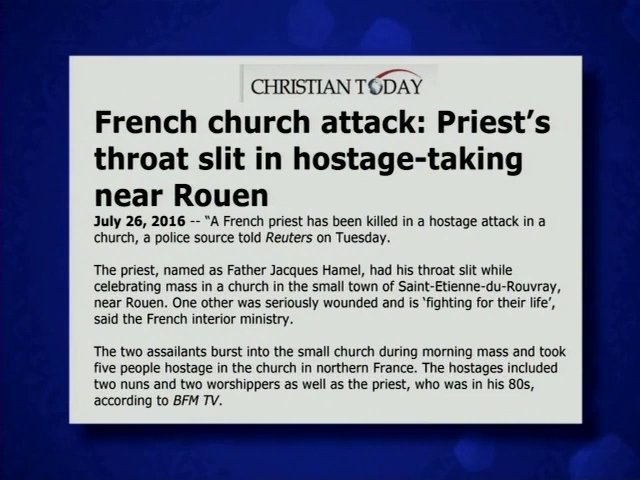 CHRISTIAN TODAY
French church attack: Priest’s
throat slit in hostage-taking
near Rouen
July 26, 2016 -- “A French priest has been killed in a hostage attack in a
church, a police source told Reuters on Tuesday.
The priest, named as Father Jacques Hamel, had his throat slit while
celebrating mass in a church in the small town of Saint-Etienne-du-Rouvray,
near Rouen. One other was seriously wounded and is ‘fighting for their life’,
said the French interior ministry.
The two assailants burst into the small church during morning mass and took
five people hostage in the church in northern France. The hostages included
two nuns and two worshippers as well as the priest, who was in his 80s,
according to BFM TV.